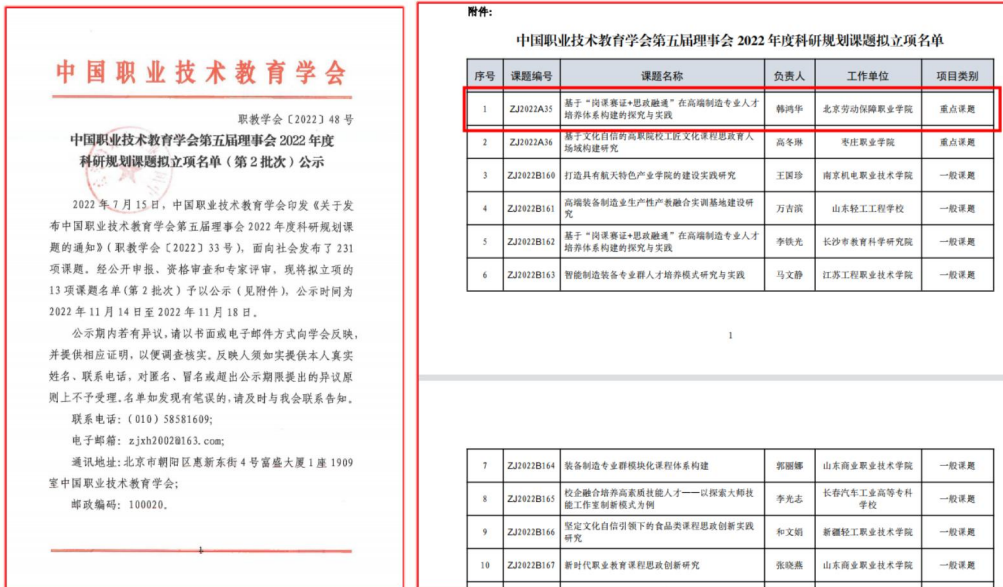 中国职业技术教育学会
职教学会〔2022〕48号
中国职业技术教育学会第五届理事会2022年度
科研规划课题拟立项名单(第2批次)公示
2022年7月15日,中国职业技术教育学会印发《关于发
布中国职业技术教育学会第五届理事会2022年度科研规划课
题的通知》(职教学会〔2022〕33号),面向社会发布了231
项课题。经公开申报、资格审查和专家评审,现将拟立项的
13项课题名单(第2批次)予以公示(见附件),公示时间为
2022年11月14日至2022年11月18日。
公示期内若有异议,请以书面或电子邮件方式向学会反映,
并提供相应证明,以便调查核实。反映人须如实提供本人真实
姓名、联系电话,对匿名、冒名或超出公示期限提出的异议原
则上不予受理。名单如发现有笔误的,请及时与我会联系告知。
联系电话:(010)58581609;
电子邮箱:zjxh2002@163.com;
通讯地址:北京市朝阳区惠新东街4号富盛大厦1座1909
室中国职业技术教育学会;
邮政编码:100020。
1
附件:
中国职业技术教育学会第五届理事会2022年度科研规划课题拟立项名单
序号 课题编号 课题名称 负责人 工作单位 项目类别
1 ZJ2022A35 基于“岗课赛证+思政融通”在高端制造专业人才 韩鸿华 北京劳动保障职业学院 重点课题
培养体系构建的探究与实践
2 ZJ2022A36 基于文化自信的高职院校工匠文化课程思政育人 高冬琳 枣庄职业学院 重点课题
场域构建研究
3 ZJ2022B160 打造具有航天特色产业学院的建设实践研究 王国珍 南京机电职业技术学院 一般课题
4 ZJ2022B161 高端装备制造业生产性产教融合实训基地建设研 万吉滨 山东轻工工程学校 一般课题
究
5 ZJ2022B162 基于“岗课赛证+思政融通”在高端制造专业人才 李铁光 长沙市教育科学研究院 一般课题
培养体系构建的探究与实践
6 ZJ2022B163 智能制造装备专业群人才培养模式研究与实践 马文静 江苏工程职业技术学院 一般课题
1
7 ZJ2022B164 装备制造专业群模块化课程体系构建 郭丽娜 山东商业职业技术学院 一般课题
8 ZJ2022B165 校企融合培养高素质技能人才——以探索大师技 李光志 长春汽车工业高等专科 一般课题
能工作室制新模式为例 学校
9 ZJ2022B166 坚定文化自信引领下的食品类课程思政创新实践 和文娟 新疆轻工职业技术学院 一般课题
研究
10 ZJ2022B167 新时代职业教育课程思政创新研究 张晓燕 山东商业职业技术学院 一般课题